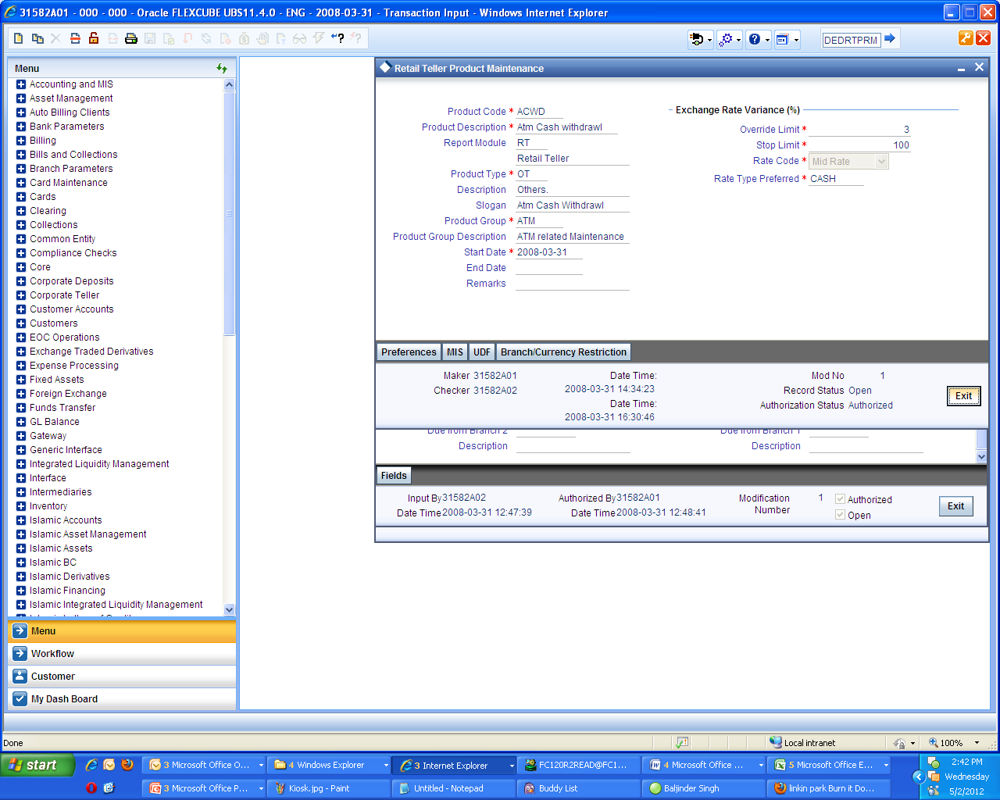 31582A01 - 000 - 000 - Oracle FLEXCUBE UBS11.4.0 - ENG - 2008-03-31 - Transaction Input - Windows Internet Explorer
DEDRTPRM
Menu
Accounting and MIS
Asset Management
Auto Billing Clients
Bank Parameters
Billing
Bills and Collections
Branch Parameters
Card Maintenance
Cards
Clearing
Collections
Common Entity
Compliance Checks
Core
Corporate Deposits
Corporate Teller
Customer Accounts
Customers
EOC Operations
Exchange Traded Derivatives
Expense Processing
Fixed Assets
Foreign Exchange
Funds Transfer
GL Balance
Gateway
Generic Interface
Integrated Liquidity Management
Interface
Intermediaries
Inventory
Islamic Accounts
Islamic Asset Management
Islamic Assets
Islamic BC
Islamic Derivatives
Islamic Financing
Islamic Integrated Liquidity Management
Menu
Workflow
Customer
My Dash Board
Retail Teller Product Maintenance
Product Code * ACWD
Product Description * Atm Cash withdrawl
Report Module RT
Retail Teller
Product Type * OT
Description Others.
Slogan Atm Cash Withdrawl
Product Group * ATM
Product Group Description ATM related Maintenance
Start Date * 2008-03-31
End Date
Remarks
Exchange Rate Variance (%)
Override Limit * 3
Stop Limit * 100
Rate Code * Mid Rate
Rate Type Preferred * CASH
Preferences MIS UDF Branch/Currency Restriction
Maker 31582A01 Date Time: Mod No 1
2008-03-31 14:34:23
Checker 31582A02 Record Status Open
Date Time: Authorization Status Authorized
2008-03-31 16:30:46
Exit
Due from Branch 2 Due from Branch 1
Description Description
Fields
Input By 31582A02 Authorized By 31582A01 Modification Number 1 Authorized
Date Time 2008-03-31 12:47:39 Date Time 2008-03-31 12:48:41 Open
Exit
Done Local intranet 100%
start 3 Microsoft Office O... 4 Windows Explorer 3 Internet Explorer FC120R2READ@FC1... 4 Microsoft Office ... 5 Microsoft Office E... 2:42 PM
Wednesday
3 Microsoft Office P... Kiosk.jpg - Paint Untitled - Notepad Buddy List Baljinder Singh linkin park Burn it Do... 5/2/2012